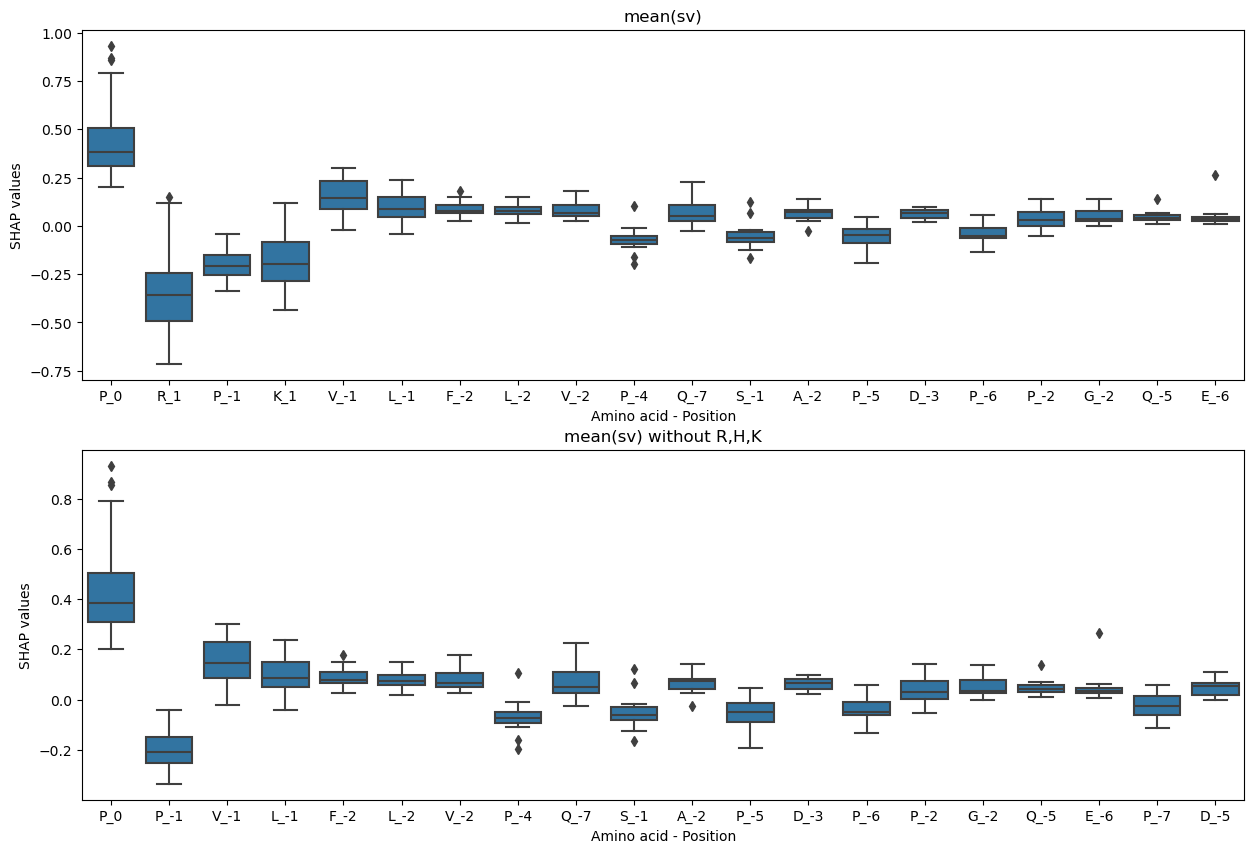 mean(sv)
1.00
0.75
0.50
0.25
0.00
−0.25
−0.50
−0.75
SHAP values
P_0 R_1 P_-1 K_1 V_-1 L_-1 F_-2 L_-2 V_-2 P_-4 Q_-7 S_-1 A_-2 P_-5 D_-3 P_-6 P_-2 G_-2 Q_-5 E_-6
Amino acid - Position
mean(sv) without R,H,K
0.8
0.6
0.4
0.2
0.0
−0.2
SHAP values
P_0 P_-1 V_-1 L_-1 F_-2 L_-2 V_-2 P_-4 Q_-7 S_-1 A_-2 P_-5 D_-3 P_-6 P_-2 G_-2 Q_-5 E_-6 P_-7 D_-5
Amino acid - Position